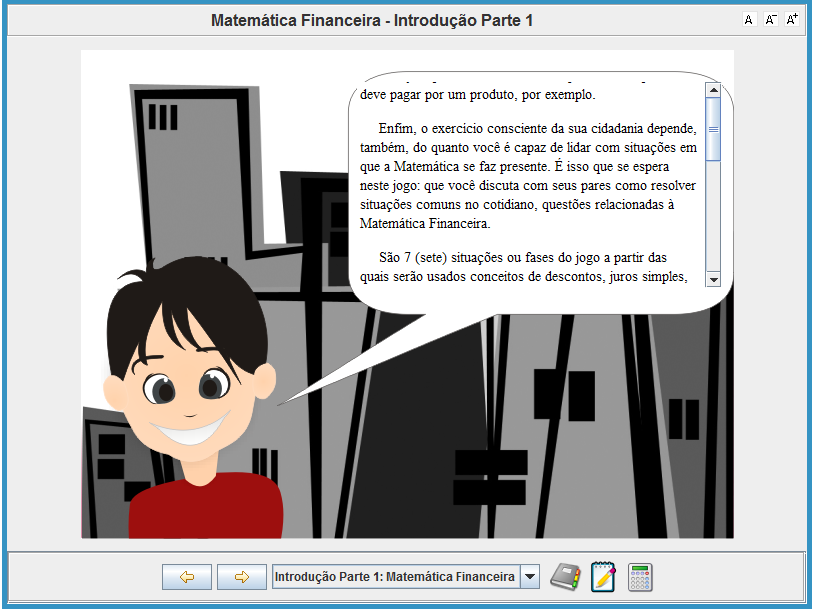 Matemática Financeira - Introdução Parte 1
A A- A+
deve pagar por um produto, por exemplo.
Enfim, o exercício consciente da sua cidadania depende,
também, do quanto você é capaz de lidar com situações em
que a Matemática se faz presente. É isso que se espera
neste jogo: que você discuta com seus pares como resolver
situações comuns no cotidiano, questões relacionadas à
Matemática Financeira.
São 7 (sete) situações ou fases do jogo a partir das
quais serão usados conceitos de descontos, juros simples,
Introdução Parte 1: Matemática Financeira